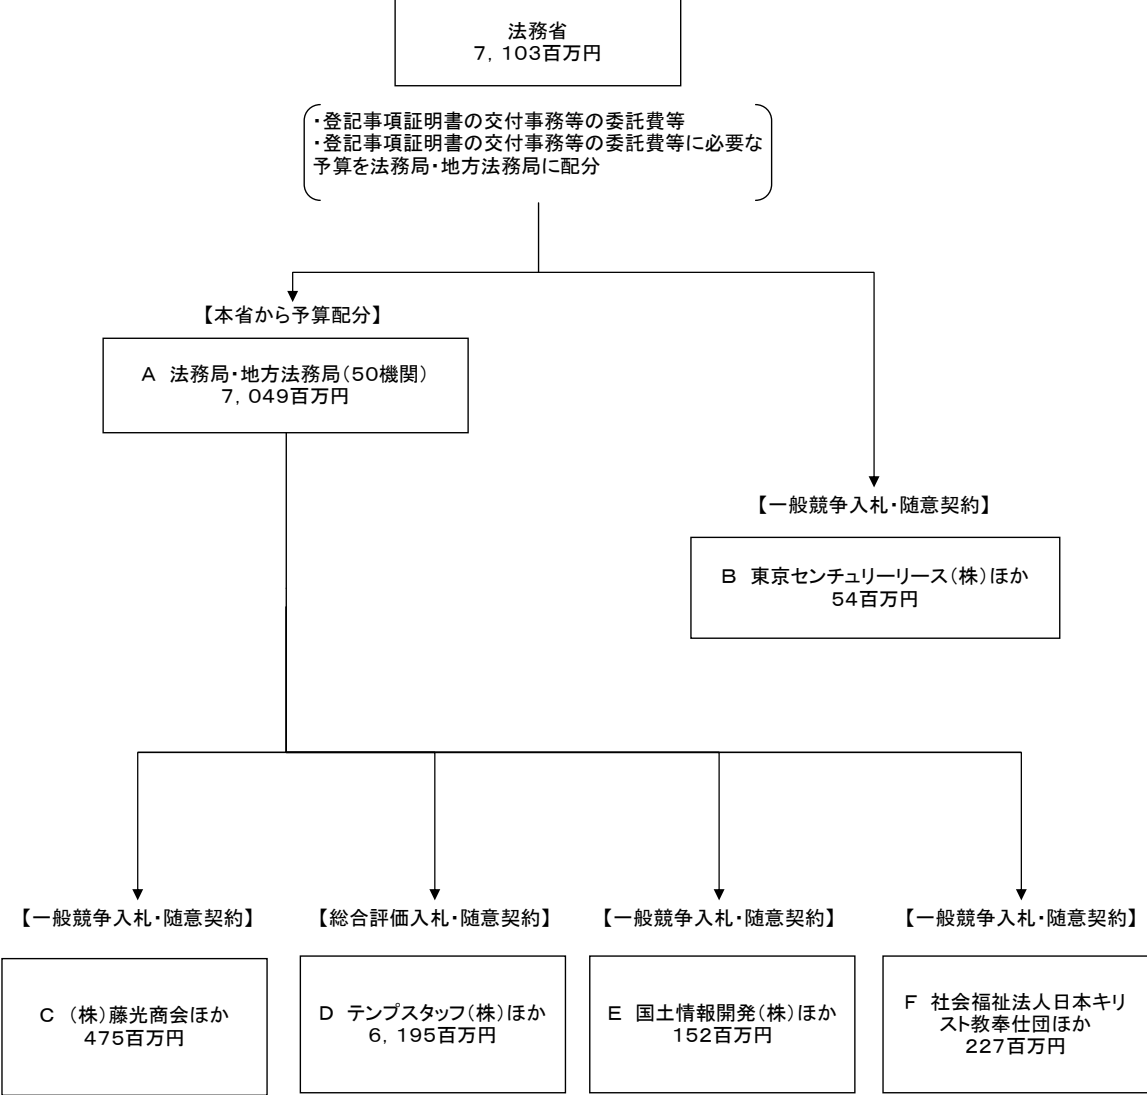 法務省
７，１０３百万円
・登記事項証明書の交付事務等の委託費等
・登記事項証明書の交付事務等の委託費等に必要な
予算を法務局・地方法務局に配分
【本省から予算配分】
Ａ　法務局・地方法務局（５０機関）
７，０４９百万円
【一般競争入札・随意契約】
Ｂ　東京センチュリーリース（株）ほか
５４百万円
【一般競争入札・随意契約】
【総合評価入札・随意契約】
【一般競争入札・随意契約】
【一般競争入札・随意契約】
Ｃ　（株）藤光商会ほか
４７５百万円
Ｄ　テンプスタッフ（株）ほか
６，１９５百万円
Ｅ　国土情報開発（株）ほか
１５２百万円
Ｆ　社会福祉法人日本キリ
スト教奉仕団ほか
２２７百万円